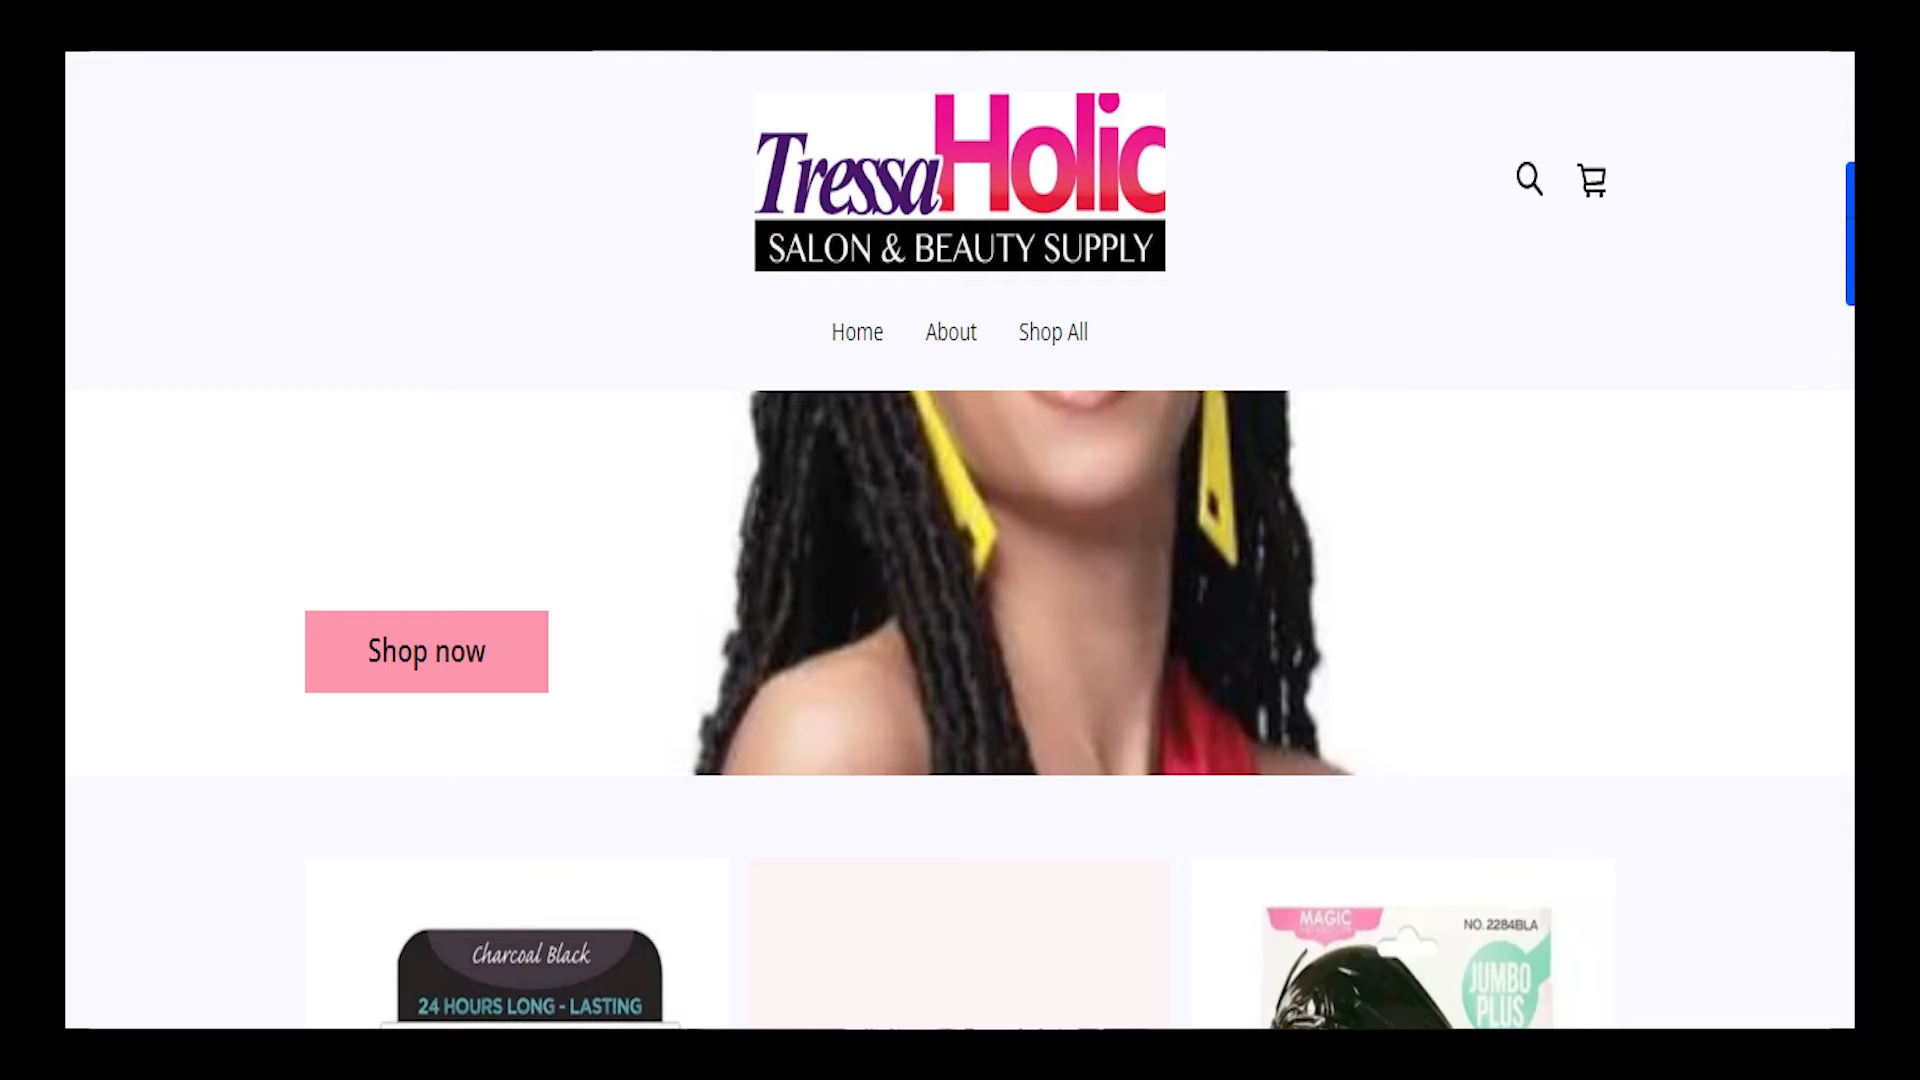 TressaHolic
SALON & BEAUTY SUPPLY
Home About Shop All
Shop now
Charcoal Black
24 HOURS LONG - LASTING
MAGIC
NO. 2284BLA
JUMBO
PLUS